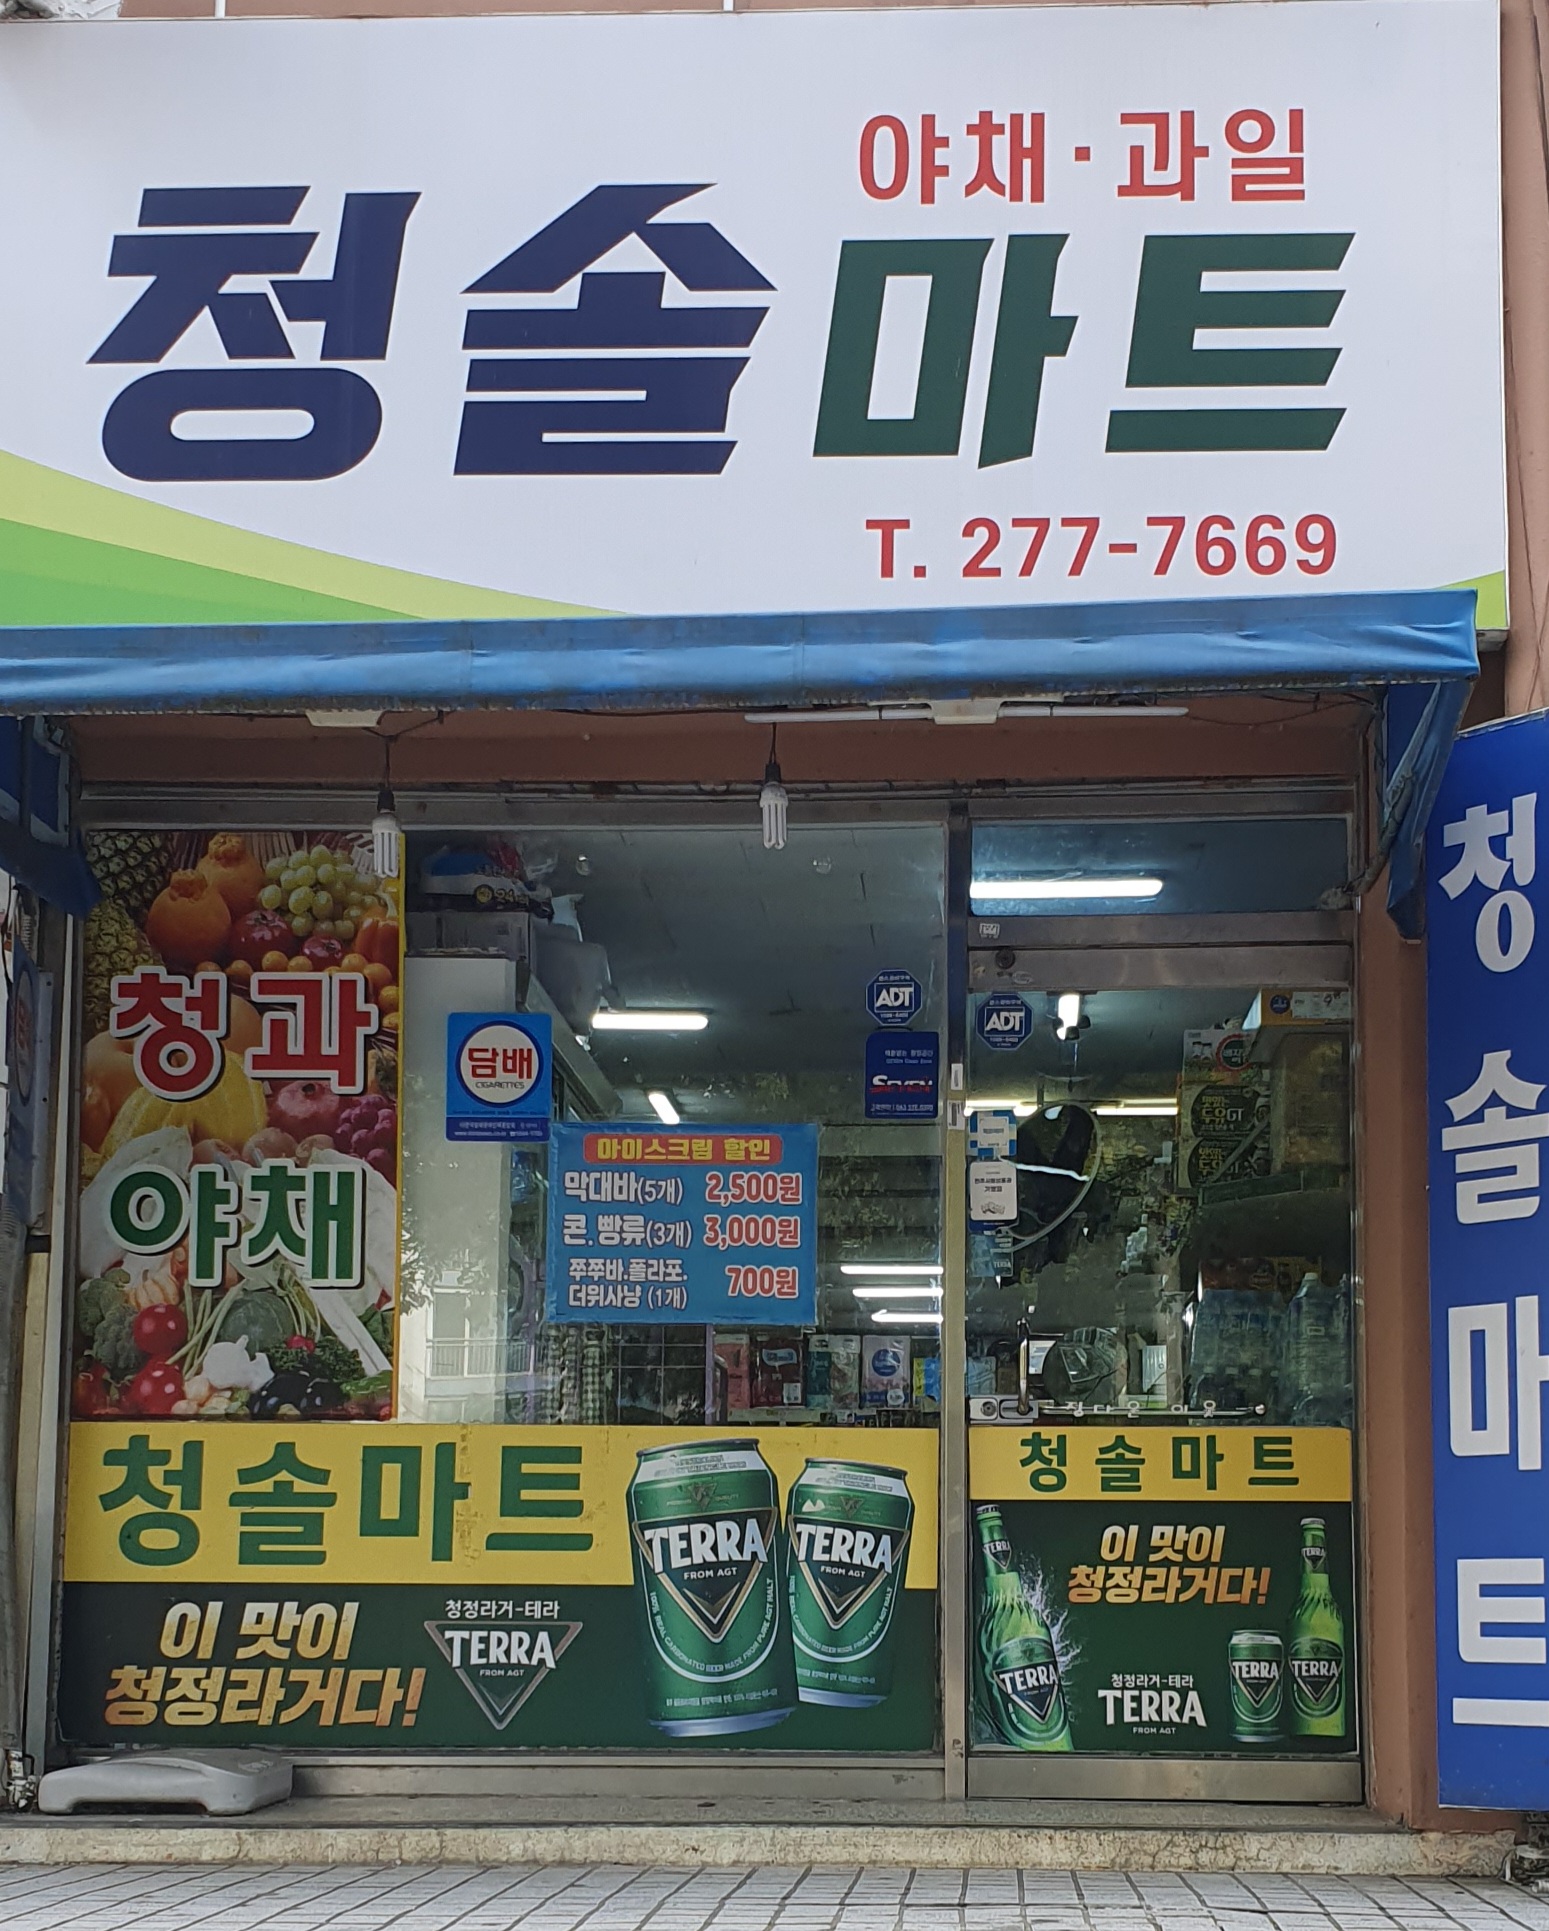 야채·과일
청솔마트
T. 277-7669
청과
야채
담배
CIGARETTES
아이스크림 할인
막대바(5개) 2,500원
콘.빵류(3개) 3,000원
쭈쭈바.폴라포.
더위사냥 (1개) 700원
ADT
ADT
청솔마트
이 맛이
청정라거다!
청정라거-테라
TERRA
FROM AGT
TERRA
FROM AGT
TERRA
FROM AGT
정다운 이웃
청솔마트
이 맛이
청정라거다!
TERRA
TERRA
청정라거-테라
TERRA
FROM AGT
TERRA
TERRA
청솔마트